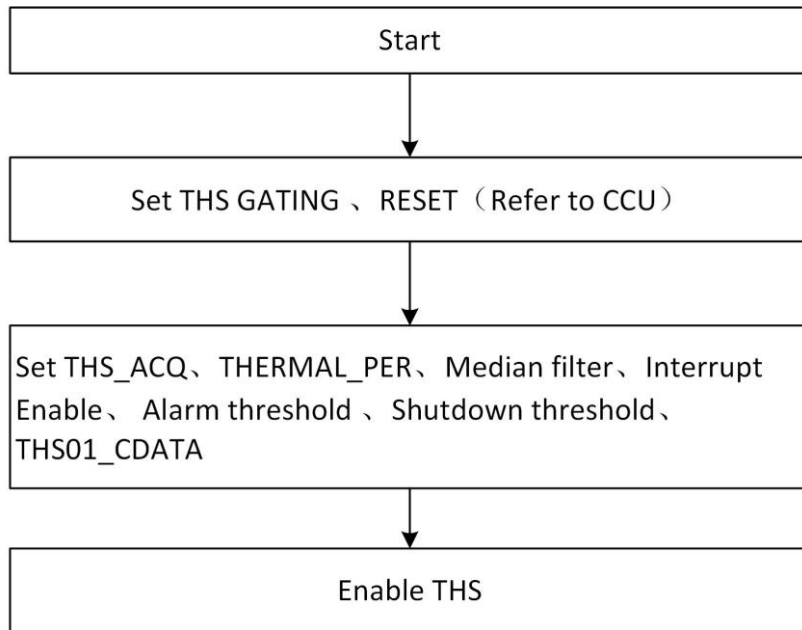 Start
Set THS GATING 、RESET（Refer to CCU）
Set THS_ACQ、THERMAL_PER、Median filter、Interrupt
Enable、 Alarm threshold 、Shutdown threshold、
THS01_CDATA
Enable THS